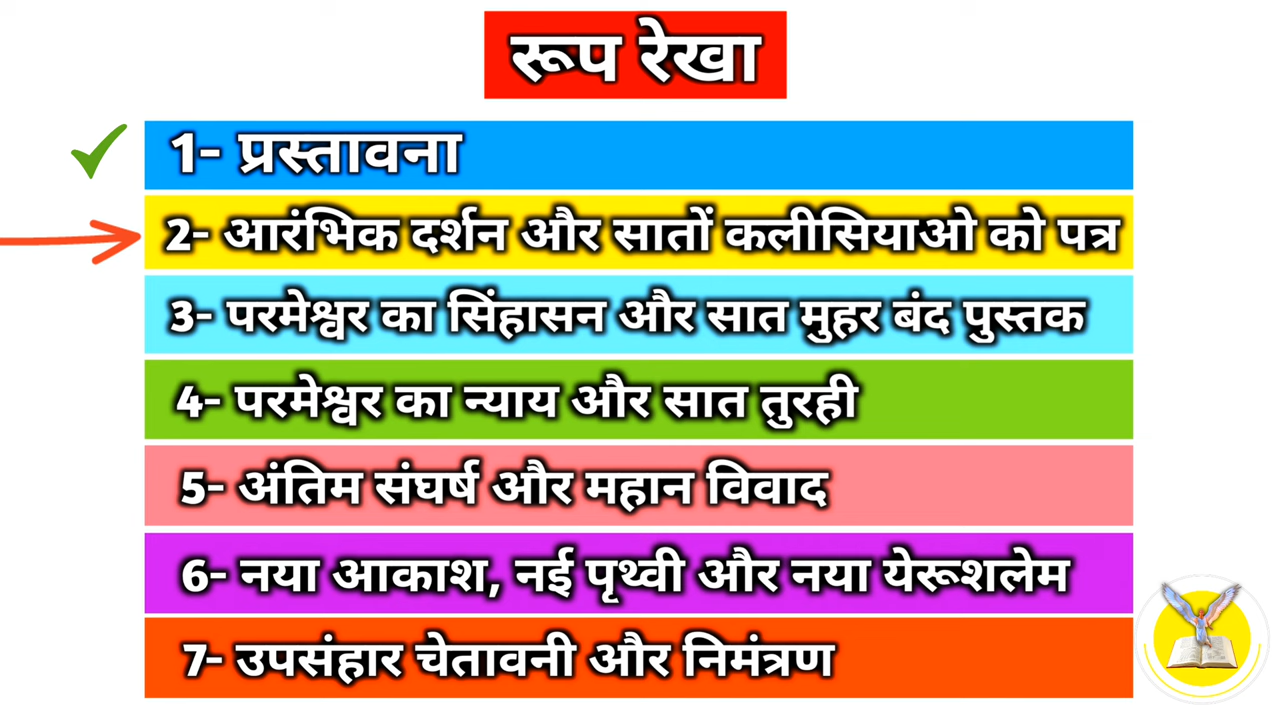 रूप रेखा
1- प्रस्तावना
2- आरंभिक दर्शन और सातों कलीसियाओ को पत्र
3- परमेश्वर का सिंहासन और सात मुहर बंद पुस्तक
4- परमेश्वर का न्याय और सात तुरही
5- अंतिम संघर्ष और महान विवाद
6- नया आकाश, नई पृथ्वी और नया येरूशलेम
7- उपसंहार चेतावनी और निमंत्रण